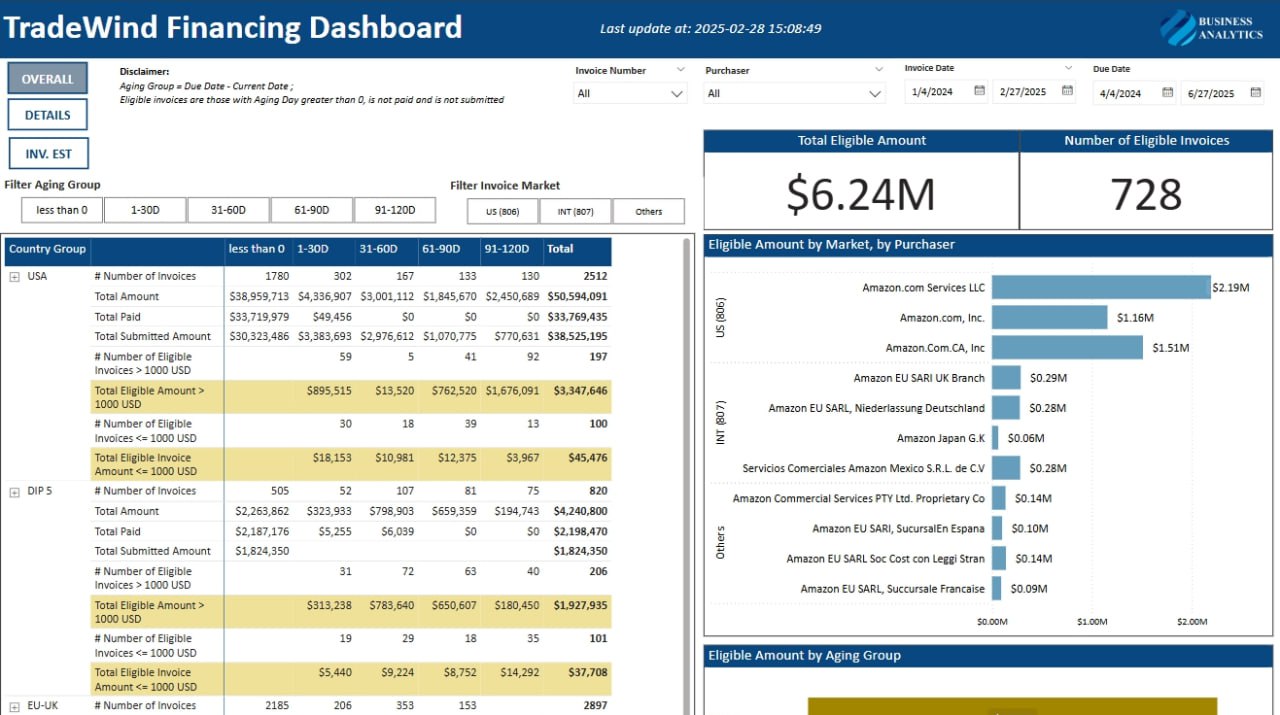 TradeWind Financing Dashboard
Last update at: 2025-02-28 15:08:49
BUSINESS
ANALYTICS
OVERALL
DETAILS
INV. EST
Disclaimer:
Aging Group = Due Date - Current Date ;
Eligible invoices are those with Aging Day greater than 0, is not paid and is not submitted
Invoice Number
All
Purchaser
All
Invoice Date
1/4/2024 2/27/2025
Due Date
4/4/2024 6/27/2025
Filter Aging Group
less than 0 1-30D 31-60D 61-90D 91-120D
Filter Invoice Market
US (806) INT (807) Others
Total Eligible Amount
$6.24M
Number of Eligible Invoices
728
Country Group less than 0 1-30D 31-60D 61-90D 91-120D Total
USA # Number of Invoices 1780 302 167 133 130 2512
Total Amount $38,959,713 $4,336,907 $3,001,112 $1,845,670 $2,450,689 $50,594,091
Total Paid $33,719,979 $49,456 $0 $0 $0 $33,769,435
Total Submitted Amount $30,323,486 $3,383,693 $2,976,612 $1,070,775 $770,631 $38,525,195
# Number of Eligible 59 5 41 92 197
Invoices > 1000 USD
Total Eligible Amount > $895,515 $13,520 $762,520 $1,676,091 $3,347,646
1000 USD
# Number of Eligible 30 18 39 13 100
Invoices <= 1000 USD
Total Eligible Invoice $18,153 $10,981 $12,375 $3,967 $45,476
Amount <= 1000 USD
DIP 5 # Number of Invoices 505 52 107 81 75 820
Total Amount $2,263,862 $323,933 $798,903 $659,359 $194,743 $4,240,800
Total Paid $2,187,176 $5,255 $6,039 $0 $0 $2,198,470
Total Submitted Amount $1,824,350 $1,824,350
# Number of Eligible 31 72 63 40 206
Invoices > 1000 USD
Total Eligible Amount > $313,238 $783,640 $650,607 $180,450 $1,927,935
1000 USD
# Number of Eligible 19 29 18 35 101
Invoices <= 1000 USD
Total Eligible Invoice $5,440 $9,224 $8,752 $14,292 $37,708
Amount <= 1000 USD
EU-UK # Number of Invoices 2185 206 353 153 2897
Eligible Amount by Market, by Purchaser
US (806)
Amazon.com Services LLC $2.19M
Amazon.com, Inc. $1.16M
Amazon.Com.CA, Inc $1.51M
INT (807)
Amazon EU SARI UK Branch $0.29M
Amazon EU SARL, Niederlassung Deutschland $0.28M
Amazon Japan G.K $0.06M
Servicios Comerciales Amazon Mexico S.R.L. de C.V $0.28M
Others
Amazon Commercial Services PTY Ltd. Proprietary Co $0.14M
Amazon EU SARI, SucursalEn Espana $0.10M
Amazon EU SARL Soc Cost con Leggi Stran $0.14M
Amazon EU SARL, Succursale Francaise $0.09M
$0.00M $1.00M $2.00M
Eligible Amount by Aging Group